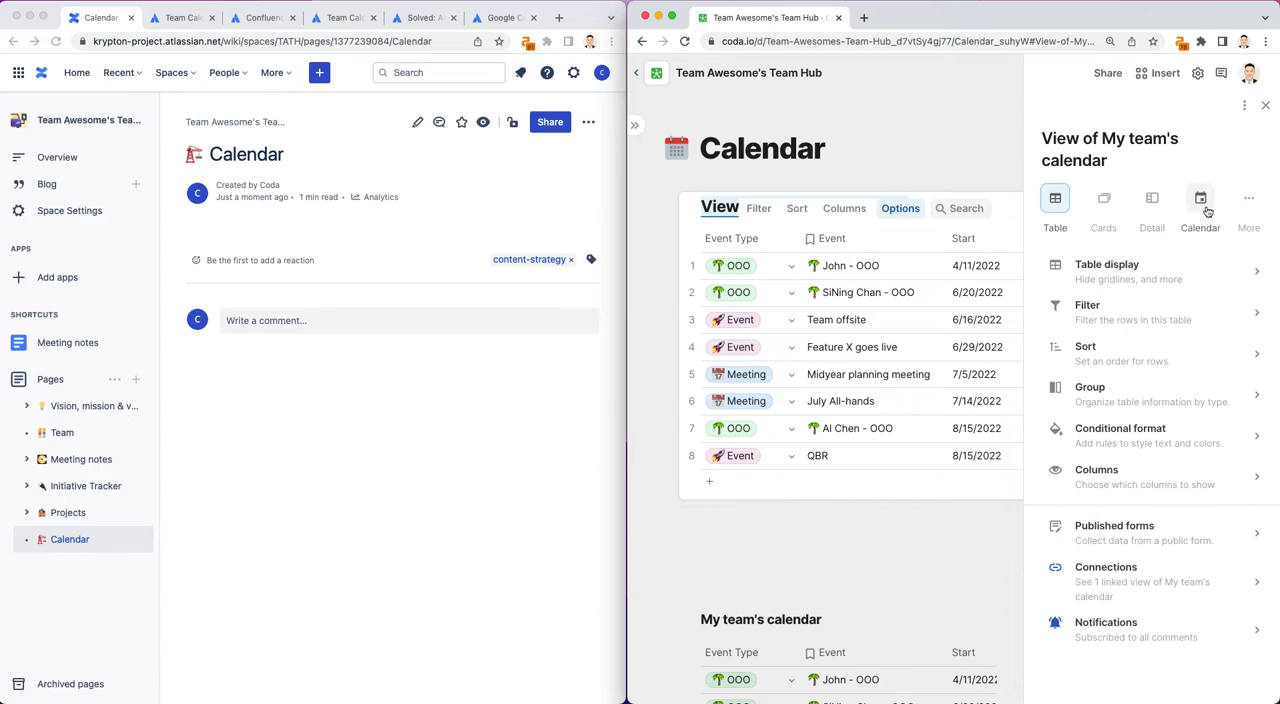 Calendar
Team Cale
Confluenc
Team Cale
Solved: A
Google C
krypton-project.atlassian.net/wiki/spaces/TATH/pages/1377239084/Calendar
Home
Recent
Spaces
People
More
+
Search
C
Team Awesome's Tea...
Overview
Blog
Space Settings
APPS
Add apps
SHORTCUTS
Meeting notes
Pages
Vision, mission & v...
Team
Meeting notes
Initiative Tracker
Projects
Calendar
Archived pages
Team Awesome's Tea...
Share
Calendar
C
Created by Coda
Just a moment ago • 1 min read • Analytics
Be the first to add a reaction
content-strategy ×
C
Write a comment...
Team Awesome's Team Hub · C
coda.io/d/Team-Awesomes-Team-Hub_d7vtSy4gj77/Calendar_suhyW#View-of-My...
Team Awesome's Team Hub
Share
Insert
Calendar
View
Filter
Sort
Columns
Options
Search
Event Type
Event
Start
1 OOO John - OOO 4/11/2022
2 OOO SiNing Chan - OOO 6/20/2022
3 Event Team offsite 6/16/2022
4 Event Feature X goes live 6/29/2022
5 Meeting Midyear planning meeting 7/5/2022
6 Meeting July All-hands 7/14/2022
7 OOO Al Chen - OOO 8/15/2022
8 Event QBR 8/15/2022
+
My team's calendar
Event Type
Event
Start
1 OOO John - OOO 4/11/2022
View of My team's
calendar
Table
Cards
Detail
Calendar
More
Table display
Hide gridlines, and more
Filter
Filter the rows in this table
Sort
Set an order for rows.
Group
Organize table information by type.
Conditional format
Add rules to style text and colors.
Columns
Choose which columns to show
Published forms
Collect data from a public form.
Connections
See 1 linked view of My team's
calendar
Notifications
Subscribed to all comments